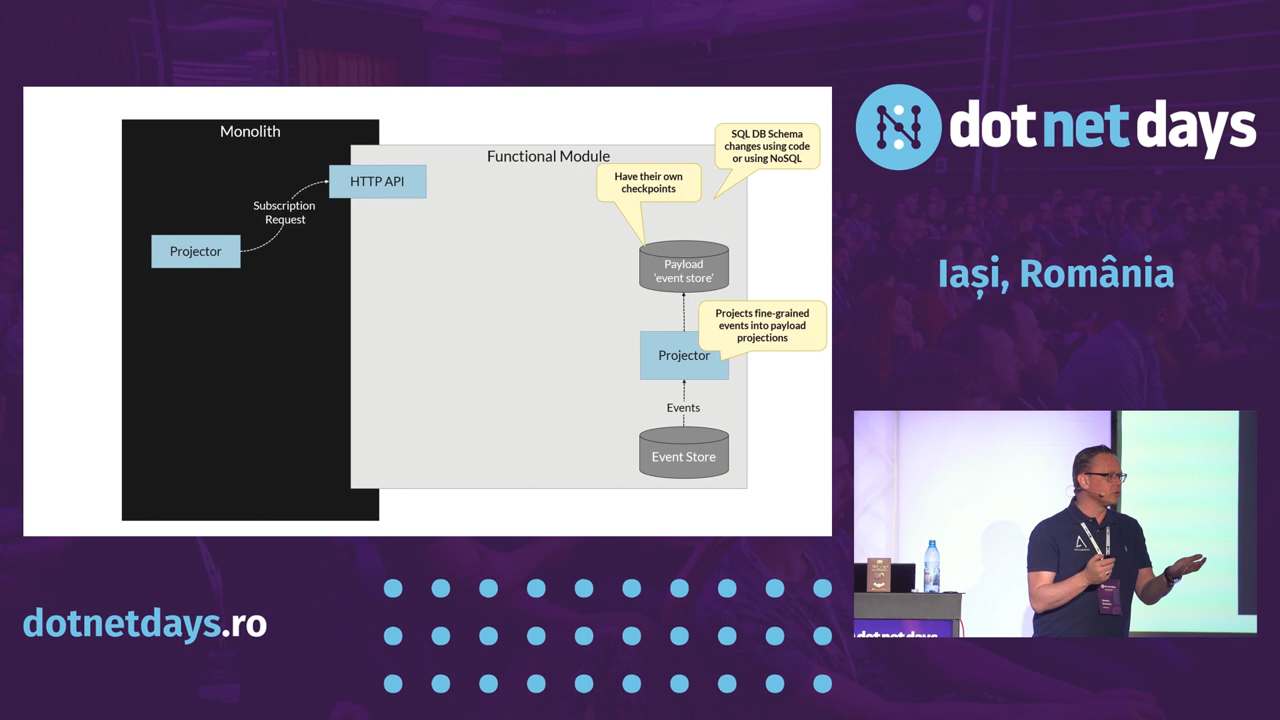 Monolith
Functional Module
SQL DB Schema
changes using code
or using NoSQL
HTTP API
Have their own
checkpoints
Subscription
Request
Projector
Payload
'event store'
Projects fine-grained
events into payload
projections
Projector
Events
Event Store
dotnetdays
Iași, România
dotnetdays.ro
dot net days